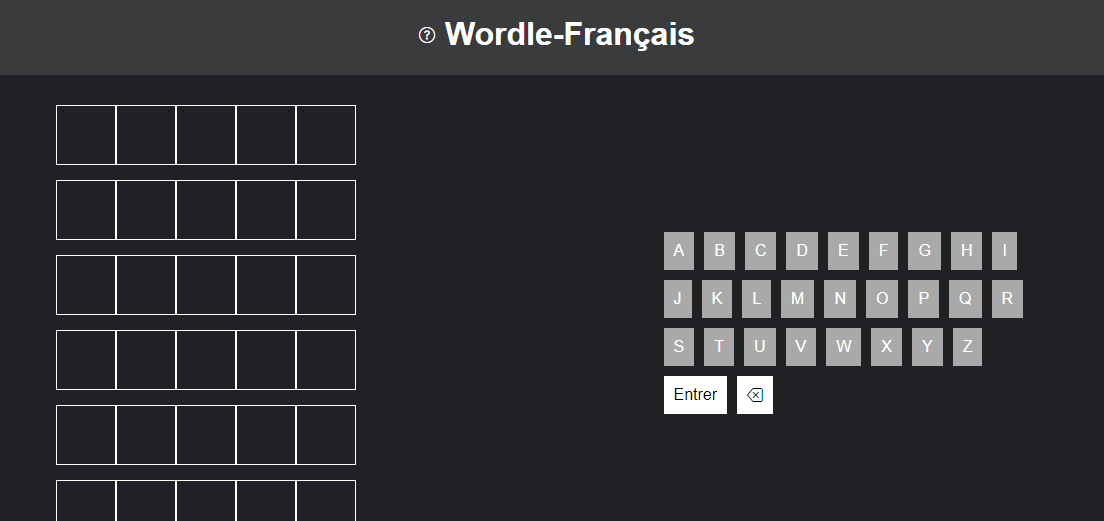 Wordle-Français
A B C D E F G H I
J K L M N O P Q R
S T U V W X Y Z
Entrer